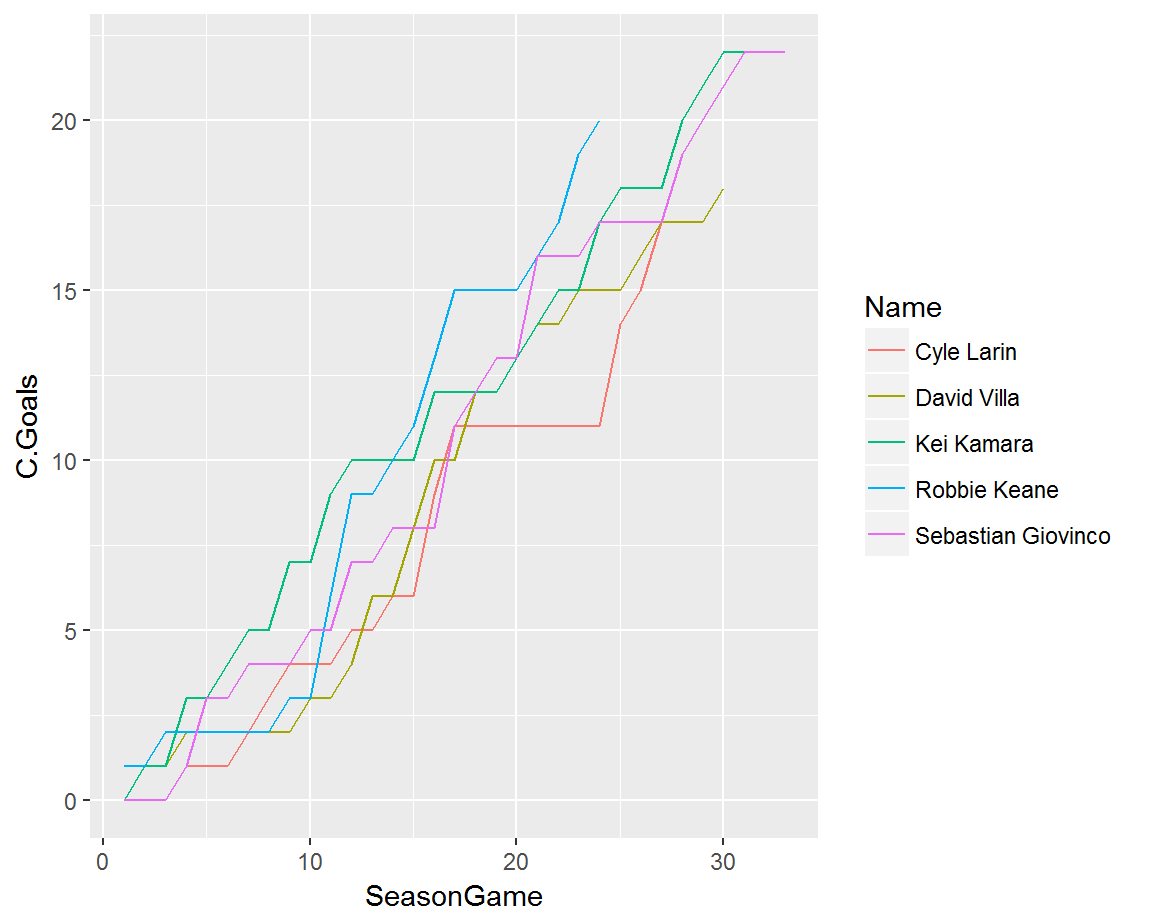 C.Goals
20
15
10
5
0
0 10 20 30
SeasonGame
Name
Cyle Larin
David Villa
Kei Kamara
Robbie Keane
Sebastian Giovinco